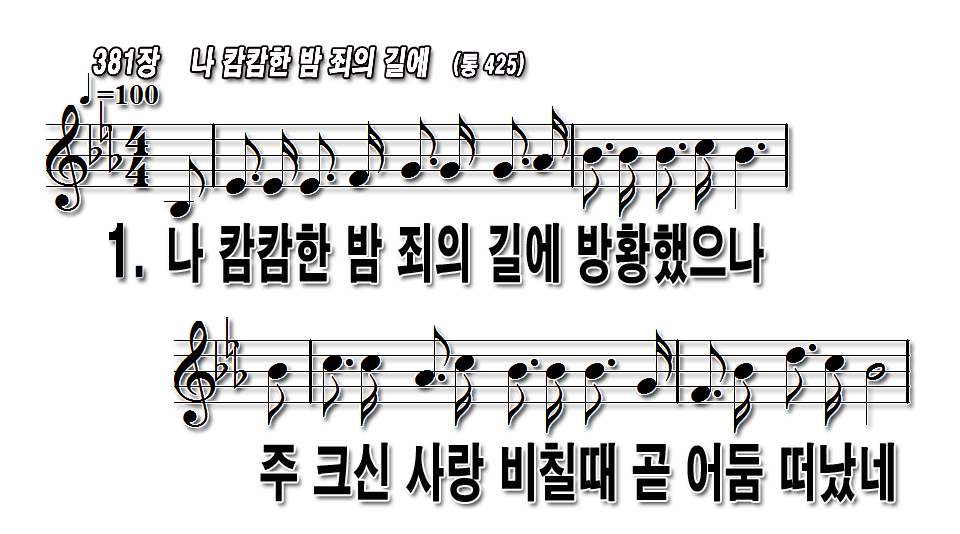 381장 나 캄캄한 밤 죄의 길에 (통 425)
♩=100
4
4
1. 나 캄캄한 밤 죄의 길에 방황했으나
주 크신 사랑 비칠때 곧 어둠 떠났네